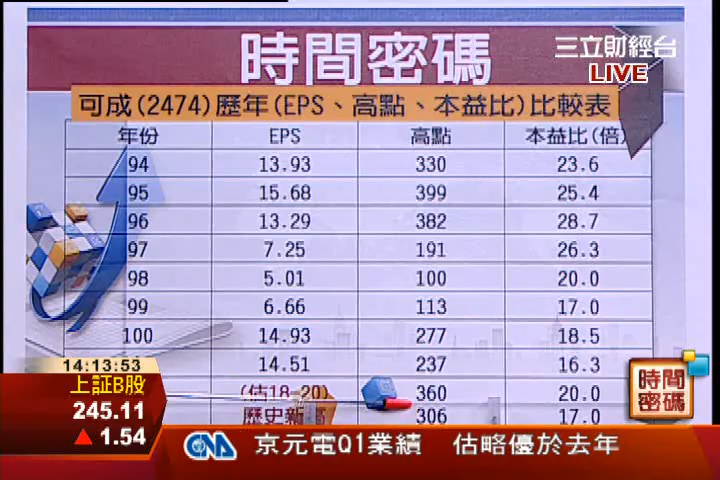 時間密碼
三立財經台
LIVE
可成(2474)歷年(EPS、高點、本益比)比較表
年份 EPS 高點 本益比(倍)
94 13.93 330 23.6
95 15.68 399 25.4
96 13.29 382 28.7
97 7.25 191 26.3
98 5.01 100 20.0
99 6.66 113 17.0
100 14.93 277 18.5
14.51 237 16.3
(估18-20) 360 20.0
歷史新 306 17.0
14:13:53
上証B股
245.11
▲1.54
時間
密碼
CNA 京元電Q1業績 估略優於去年